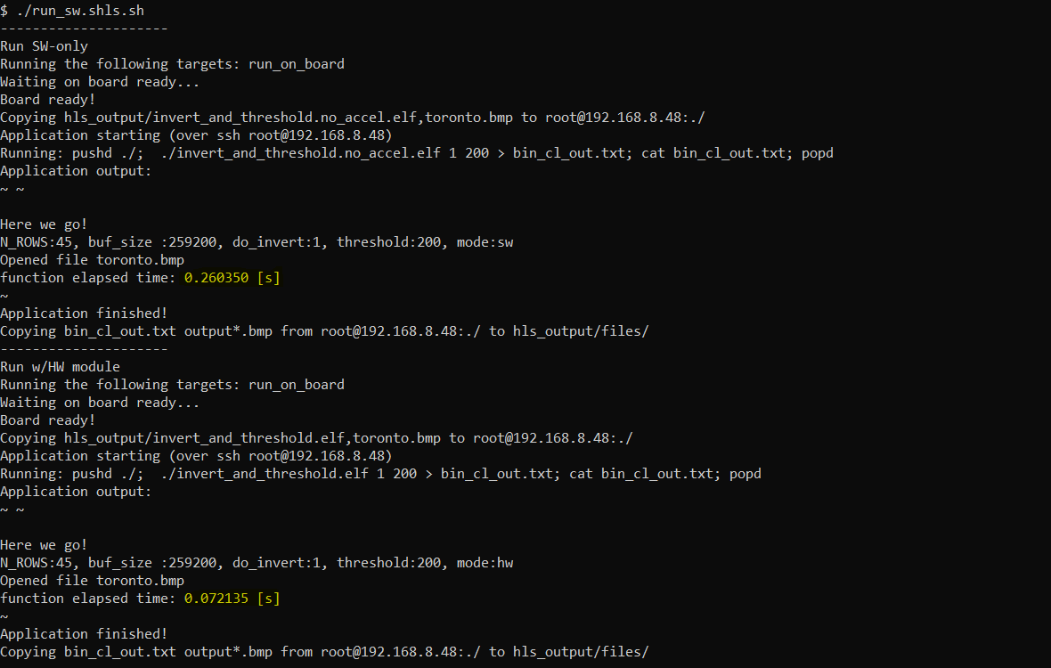 $ ./run_sw.shls.sh
---------------------
Run SW-only
Running the following targets: run_on_board
Waiting on board ready...
Board ready!
Copying hls_output/invert_and_threshold.no_accel.elf,toronto.bmp to root@192.168.8.48:./
Application starting (over ssh root@192.168.8.48)
Running: pushd ./;  ./invert_and_threshold.no_accel.elf 1 200 > bin_cl_out.txt; cat bin_cl_out.txt; popd
Application output:
~ ~
Here we go!
N_ROWS:45, buf_size :259200, do_invert:1, threshold:200, mode:sw
Opened file toronto.bmp
function elapsed time: 0.260350 [s]
~
Application finished!
Copying bin_cl_out.txt output*.bmp from root@192.168.8.48:./ to hls_output/files/
---------------------
Run w/HW module
Running the following targets: run_on_board
Waiting on board ready...
Board ready!
Copying hls_output/invert_and_threshold.elf,toronto.bmp to root@192.168.8.48:./
Application starting (over ssh root@192.168.8.48)
Running: pushd ./;  ./invert_and_threshold.elf 1 200 > bin_cl_out.txt; cat bin_cl_out.txt; popd
Application output:
~ ~
Here we go!
N_ROWS:45, buf_size :259200, do_invert:1, threshold:200, mode:hw
Opened file toronto.bmp
function elapsed time: 0.072135 [s]
~
Application finished!
Copying bin_cl_out.txt output*.bmp from root@192.168.8.48:./ to hls_output/files/